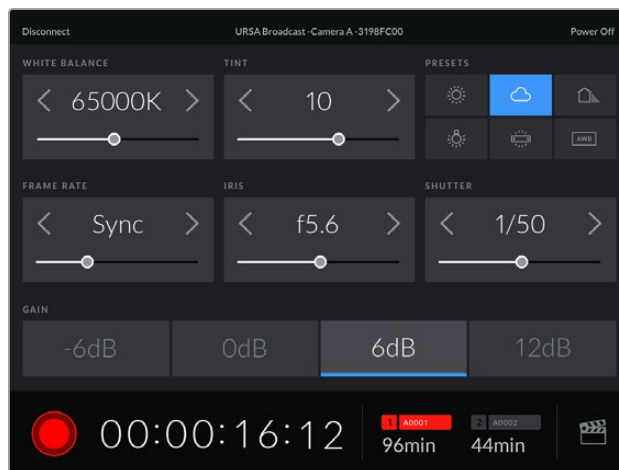 Disconnect URSA Broadcast -Camera A -3198FC00 Power Off
WHITE BALANCE TINT PRESETS
65000K 10
AWB
FRAME RATE IRIS SHUTTER
Sync f5.6 1/50
GAIN
-6dB 0dB 6dB 12dB
00:00:16:12
1 A0001 2 A0002
96min 44min